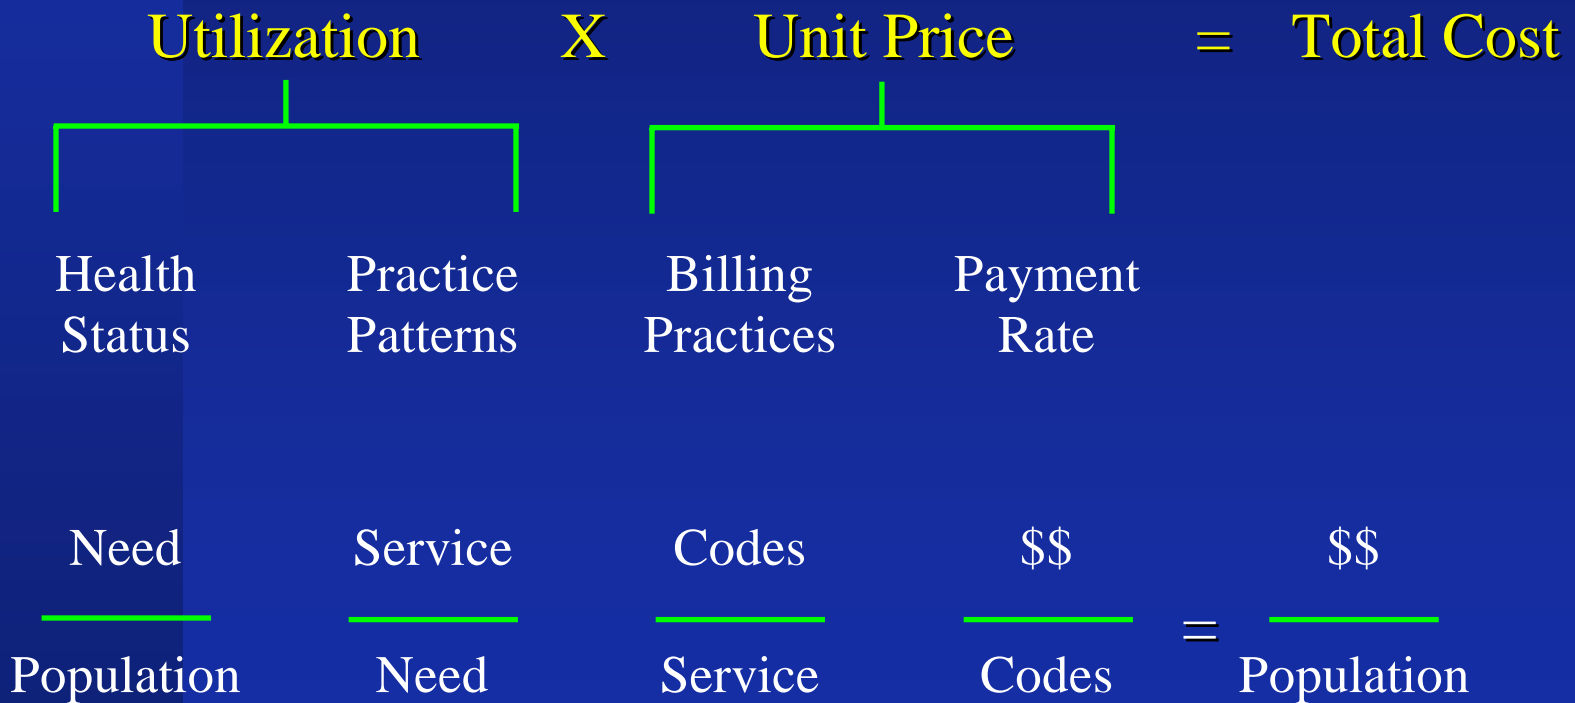 Utilization X Unit Price = Total Cost
Health Practice Billing Payment
Status Patterns Practices Rate
Need Service Codes $$ $$
=
Population Need Service Codes Population